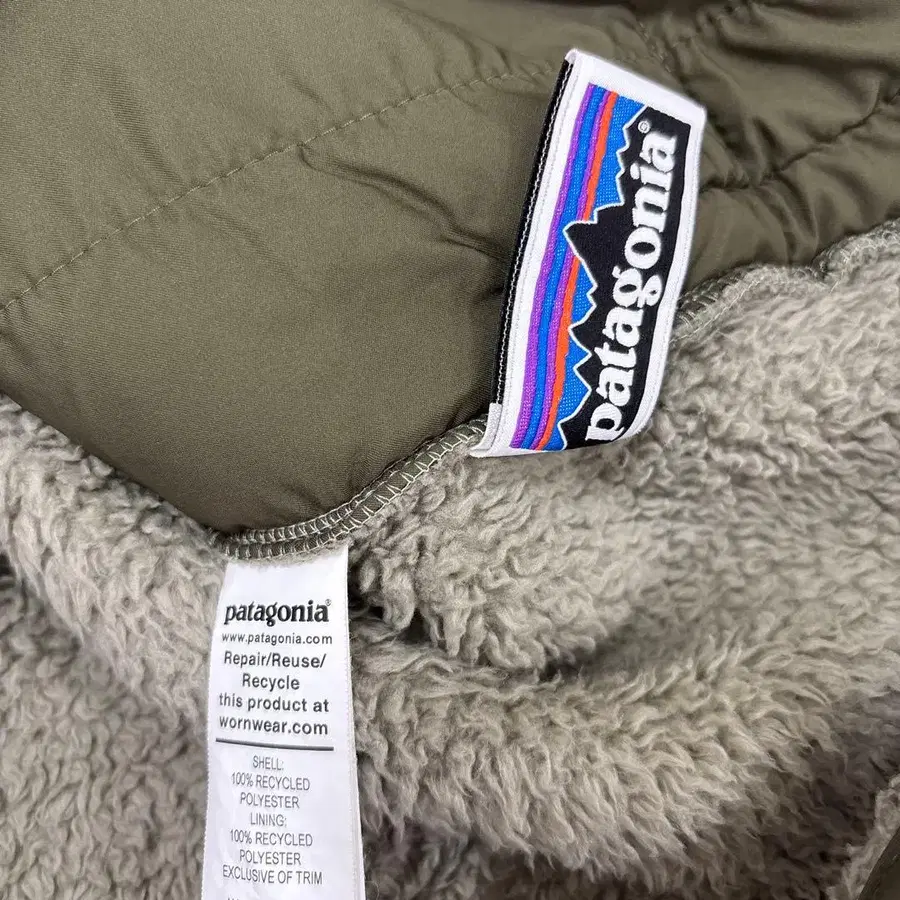 patagonia®
patagonia®
www.patagonia.com
Repair/Reuse/
Recycle
this product at
wornwear.com
SHELL:
100% RECYCLED
POLYESTER
LINING:
100% RECYCLED
POLYESTER
EXCLUSIVE OF TRIM